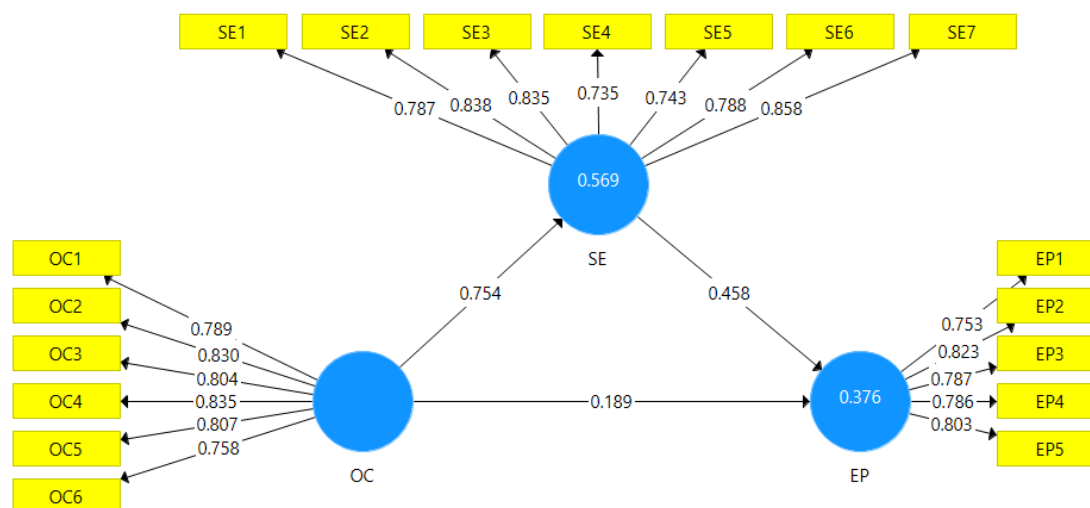 SE1 SE2 SE3 SE4 SE5 SE6 SE7
0.787 0.838 0.835 0.735 0.743 0.788 0.858
0.569
SE
OC1
OC2
OC3
OC4
OC5
OC6
0.789
0.830
0.804
0.835
0.807
0.758
OC
0.754
0.458
0.189
0.376
EP
0.753
0.823
0.787
0.786
0.803
EP1
EP2
EP3
EP4
EP5